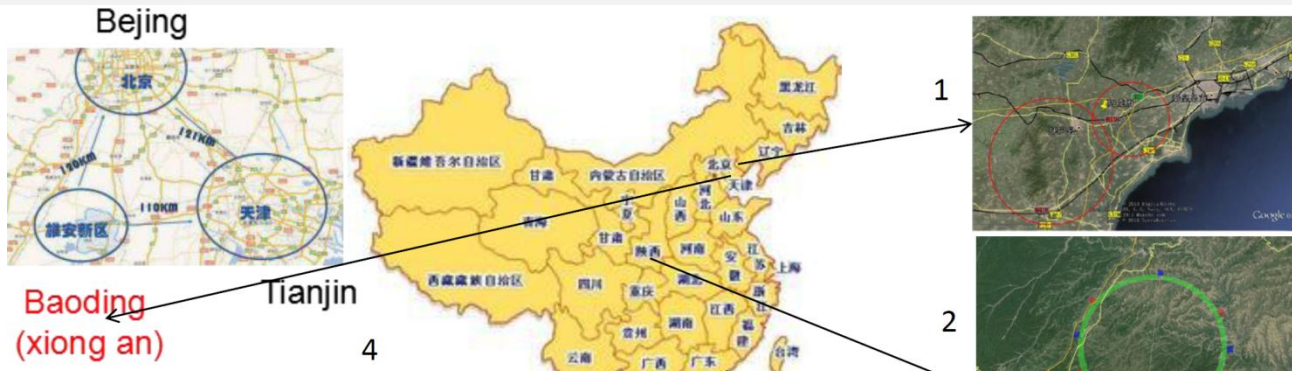 Bejing
北京
121KM
120KM
110KM
雄安新区
天津
Tianjin
Baoding
(xiong an)
4
黑龙江
吉林
辽宁
新疆维吾尔自治区
甘肃
内蒙古自治区
北京
天津
河北
山西
山东
宁夏
青海
甘肃
陕西
河南
江苏
安徽
上海
西藏藏族自治区
四川
重庆
湖北
浙江
江西
湖南
贵州
福建
云南
广西
广东
台湾
1
Google
2